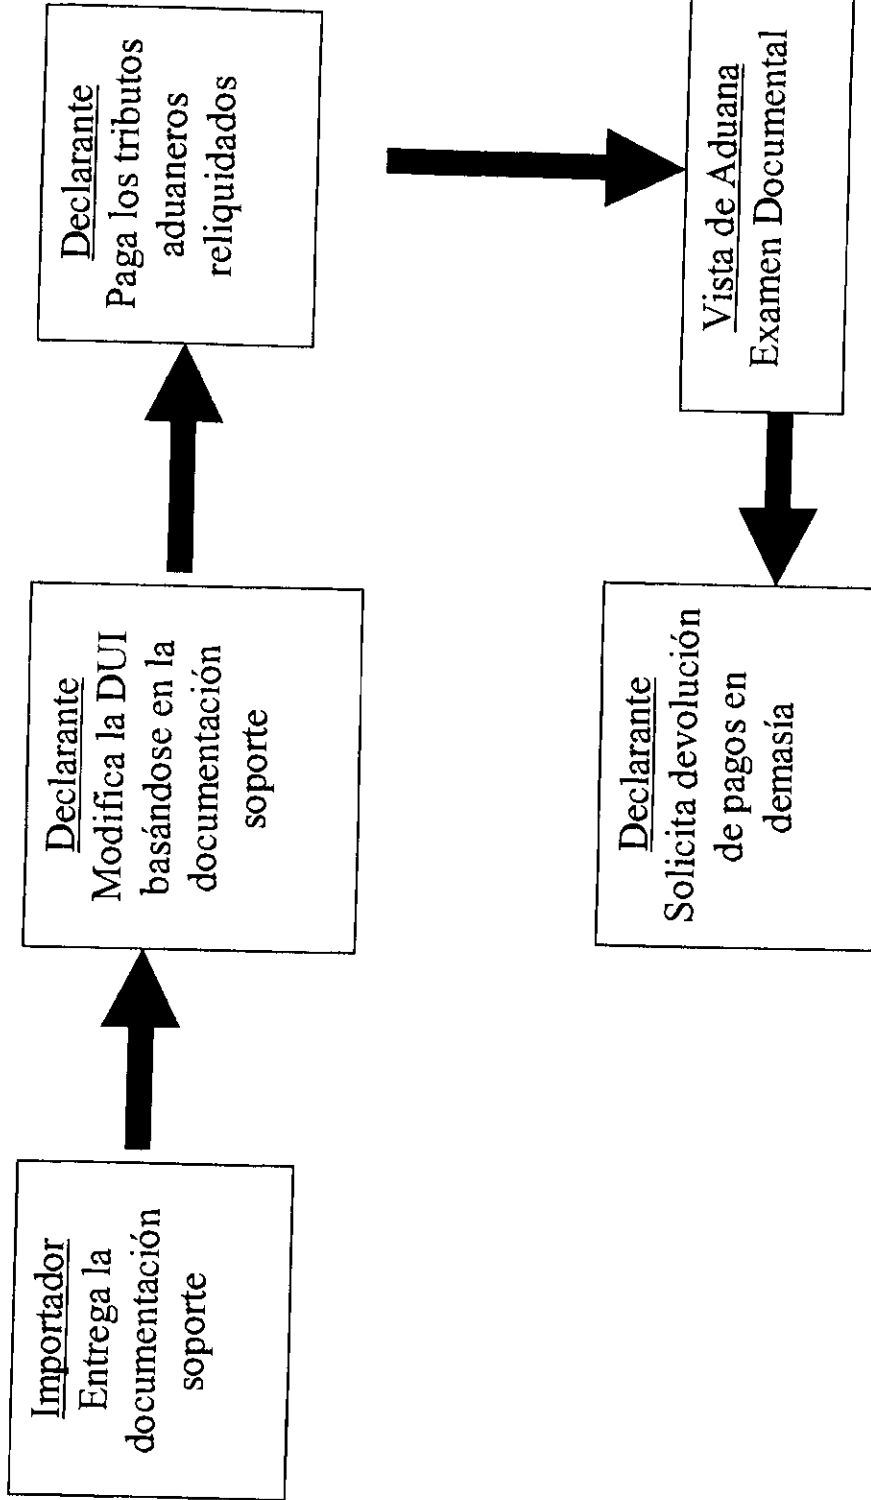 Importador
Entrega la
documentación
soporte
Declarante
Modifica la DUI
basándose en la
documentación
soporte
Declarante
Paga los tributos
aduaneros
reliquidados
Vista de Aduana
Examen Documental
Declarante
Solicita devolución
de pagos en
demasía